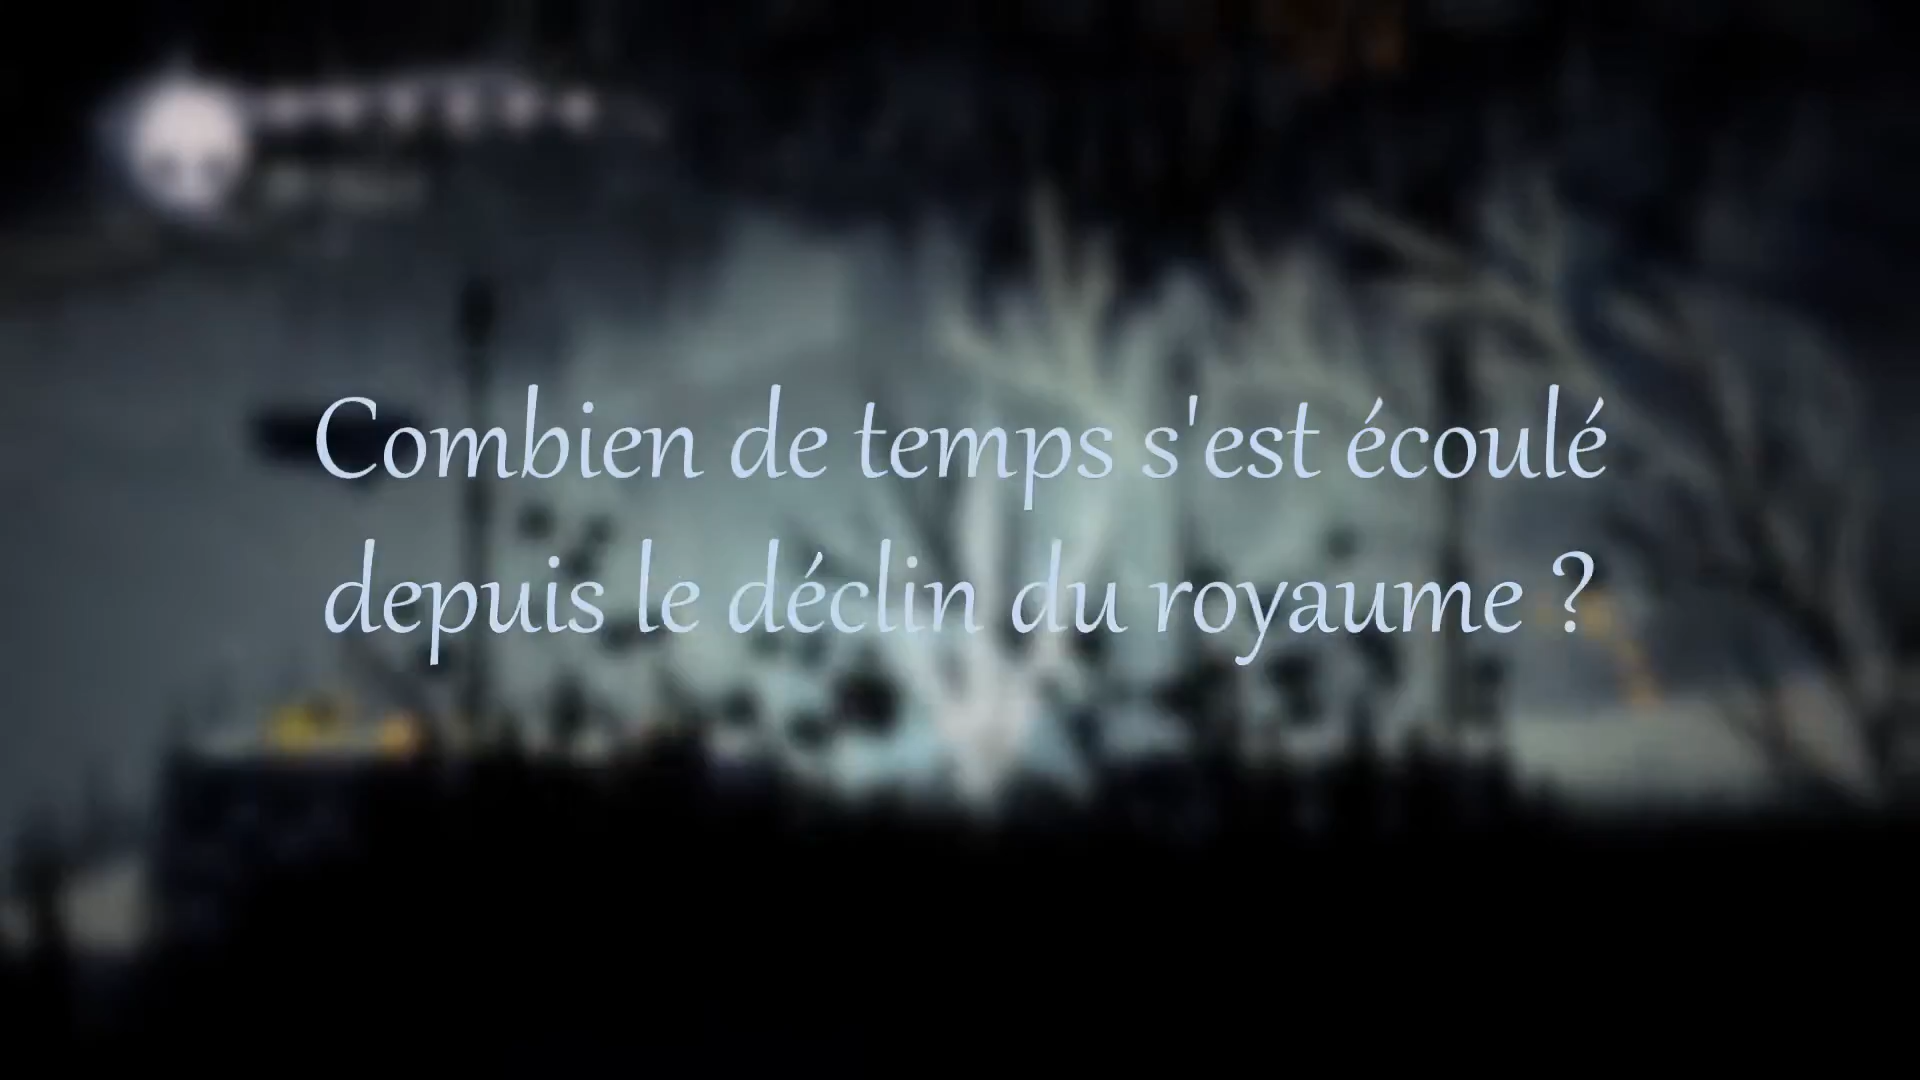 Combien de temps s'est écoulé
depuis le déclin du royaume ?